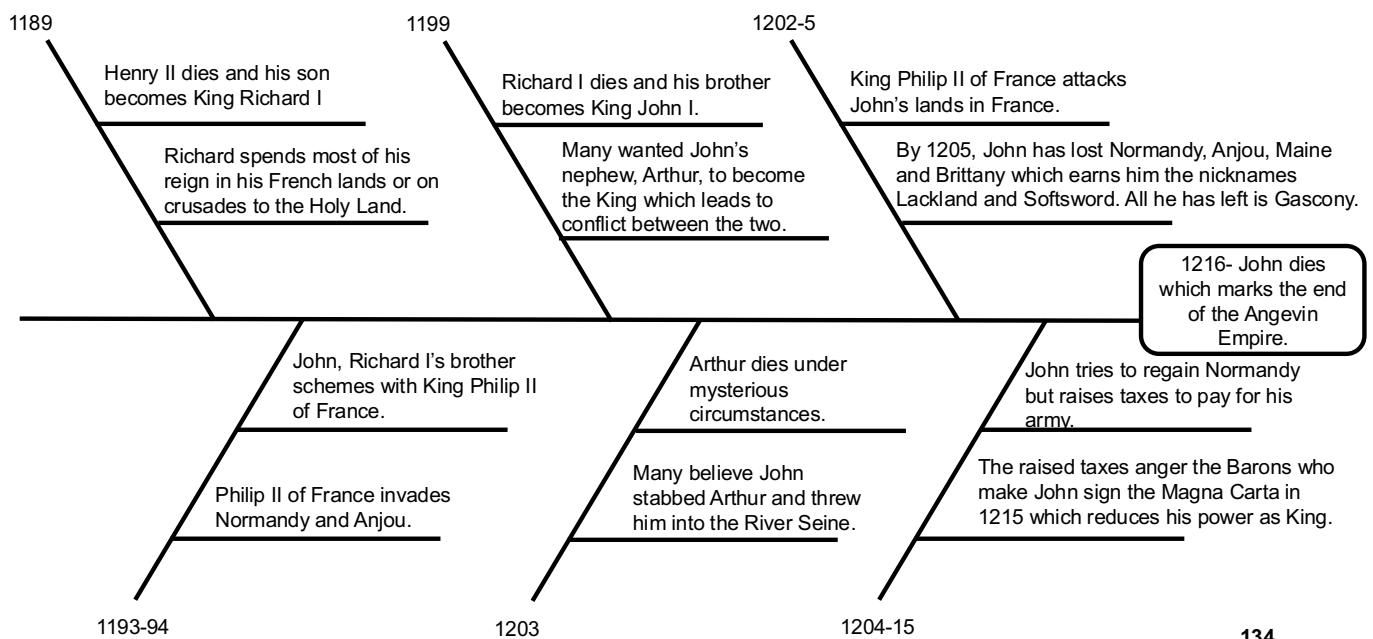 1189
Henry II dies and his son
becomes King Richard I
Richard spends most of his
reign in his French lands or on
crusades to the Holy Land.
1199
Richard I dies and his brother
becomes King John I.
Many wanted John’s
nephew, Arthur, to become
the King which leads to
conflict between the two.
1202-5
King Philip II of France attacks
John’s lands in France.
By 1205, John has lost Normandy, Anjou, Maine
and Brittany which earns him the nicknames
Lackland and Softsword. All he has left is Gascony.
1216- John dies
which marks the end
of the Angevin
Empire.
John, Richard I’s brother
schemes with King Philip II
of France.
Philip II of France invades
Normandy and Anjou.
1193-94
Arthur dies under
mysterious
circumstances.
Many believe John
stabbed Arthur and threw
him into the River Seine.
1203
John tries to regain Normandy
but raises taxes to pay for his
army.
The raised taxes anger the Barons who
make John sign the Magna Carta in
1215 which reduces his power as King.
1204-15
134